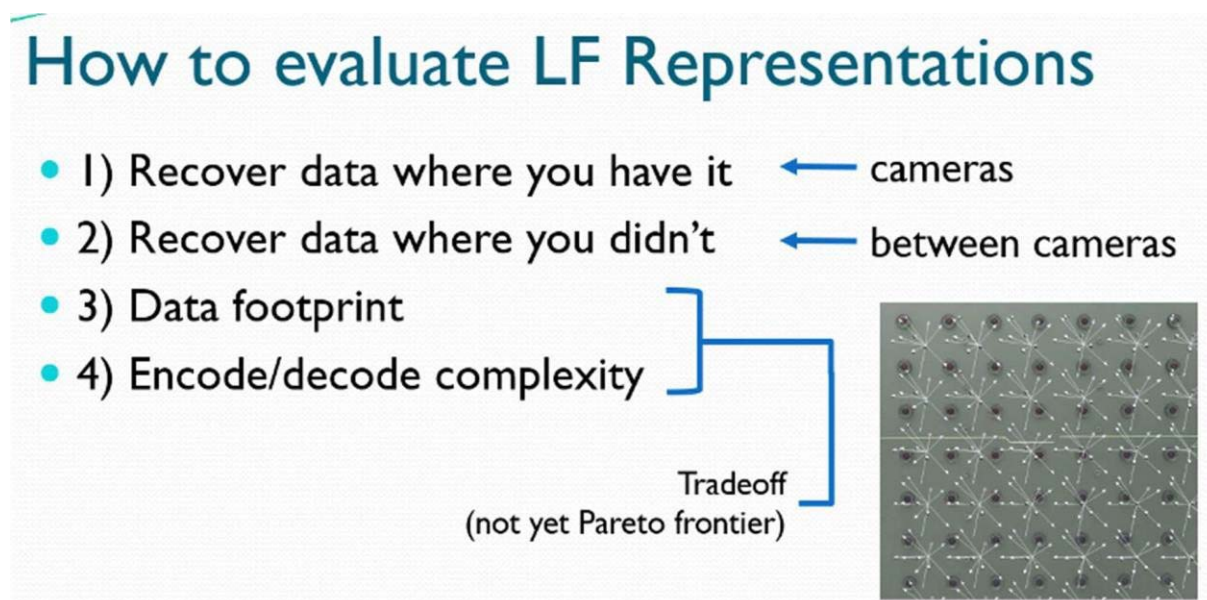 How to evaluate LF Representations
1) Recover data where you have it
cameras
2) Recover data where you didn't
between cameras
3) Data footprint
4) Encode/decode complexity
Tradeoff
(not yet Pareto frontier)